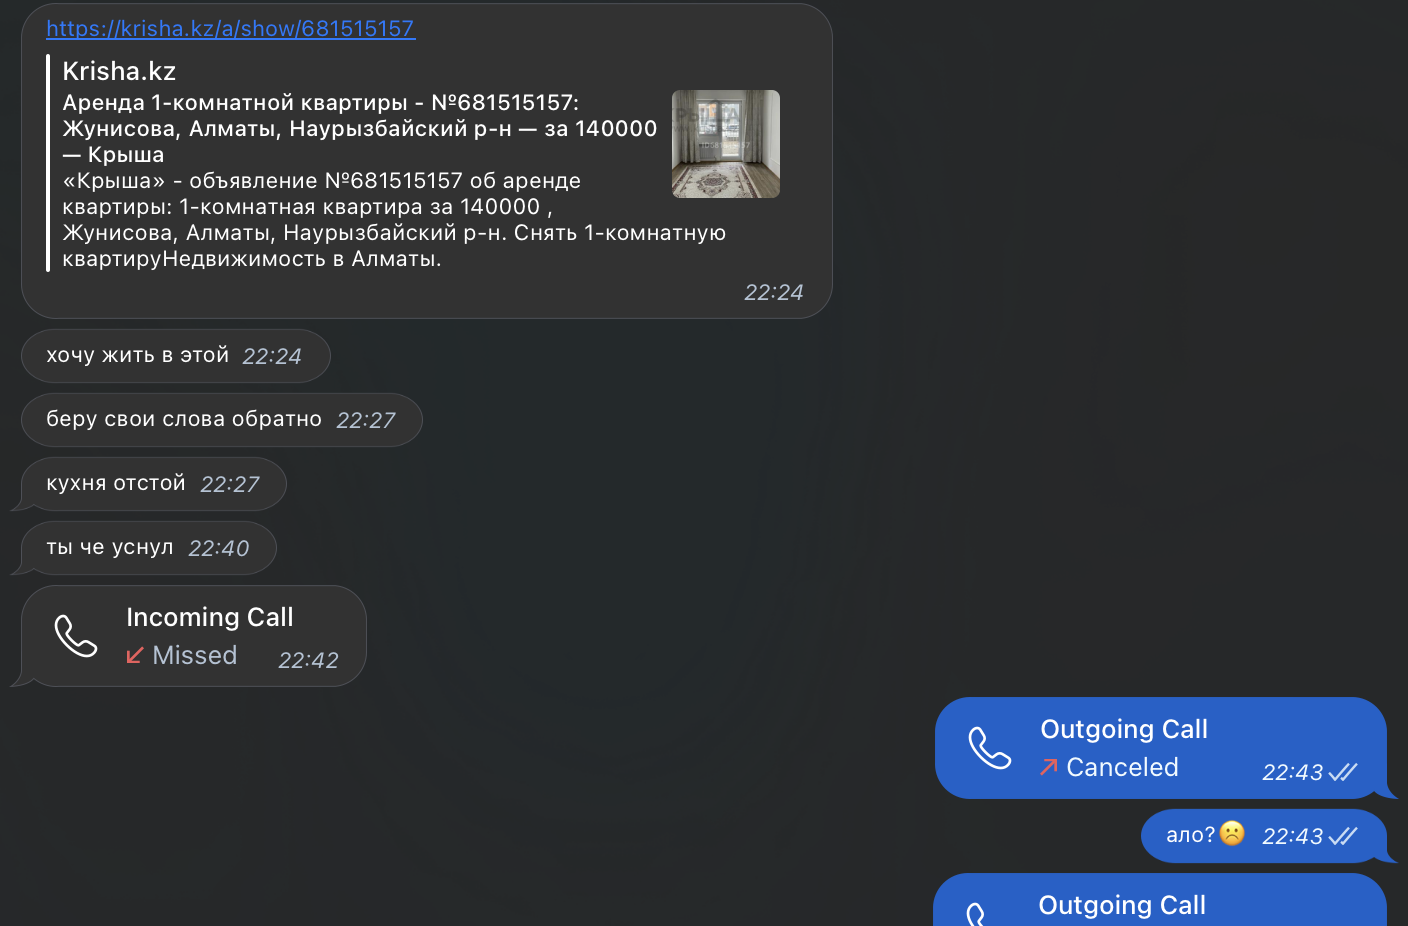 https://krisha.kz/a/show/681515157
Krisha.kz
Аренда 1-комнатной квартиры - №681515157:
Жунисова, Алматы, Наурызбайский р-н — за 140000
— Крыша
«Крыша» - объявление №681515157 об аренде
квартиры: 1-комнатная квартира за 140000 ,
Жунисова, Алматы, Наурызбайский р-н. Снять 1-комнатную
квартируНедвижимость в Алматы.
22:24
хочу жить в этой 22:24
беру свои слова обратно 22:27
кухня отстой 22:27
ты че уснул 22:40
Incoming Call
Missed 22:42
Outgoing Call
Canceled 22:43
ало?☹️ 22:43
Outgoing Call